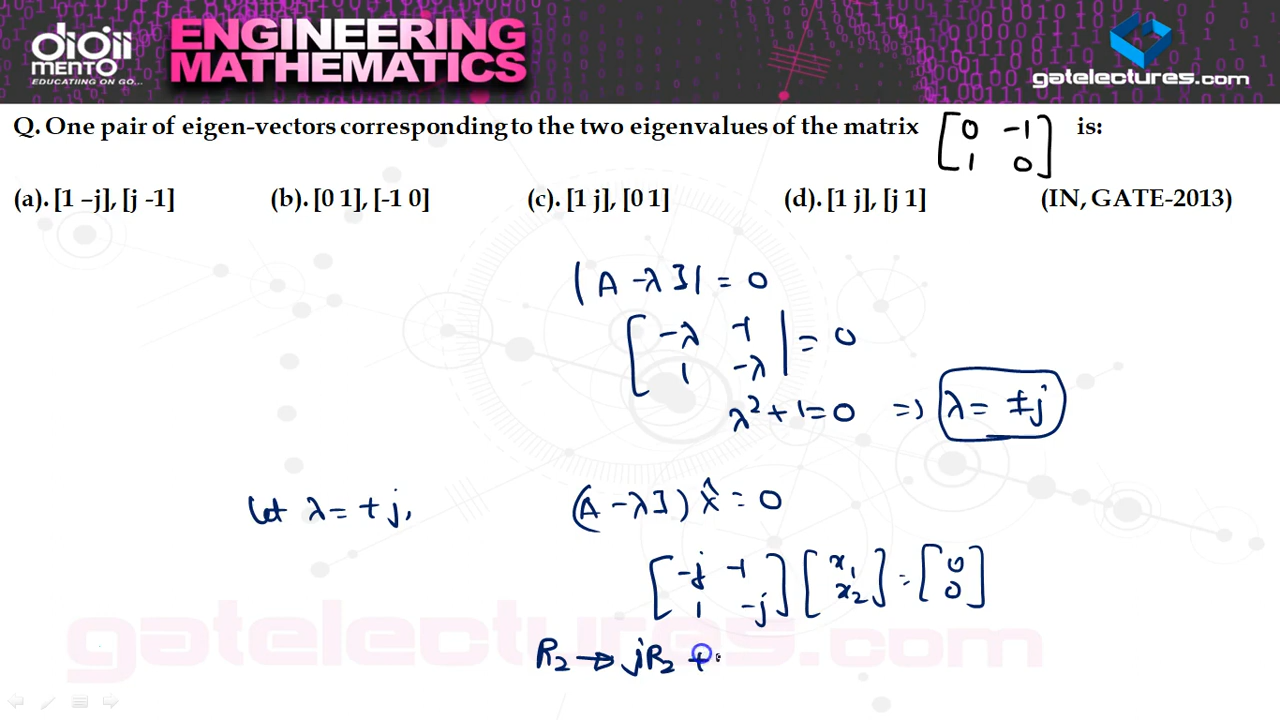 digii
MENTO
EDUCATIING ON GO...
ENGINEERING
MATHEMATICS
gatelectures.com
Q. One pair of eigen-vectors corresponding to the two eigenvalues of the matrix [0 -1
1 0] is:
(a). [1 –j], [j -1] (b). [0 1], [-1 0] (c). [1 j], [0 1] (d). [1 j], [j 1] (IN, GATE-2013)
|A -λI| = 0
[-λ -1
1 -λ| = 0
λ²+1=0 => λ= ±j
Let λ= +j, (A -λI) x̂ = 0
[-j -1
1 -j] [x₁
x₂] = [0
0]
gatelectures.com
R₂ → jR₂ +